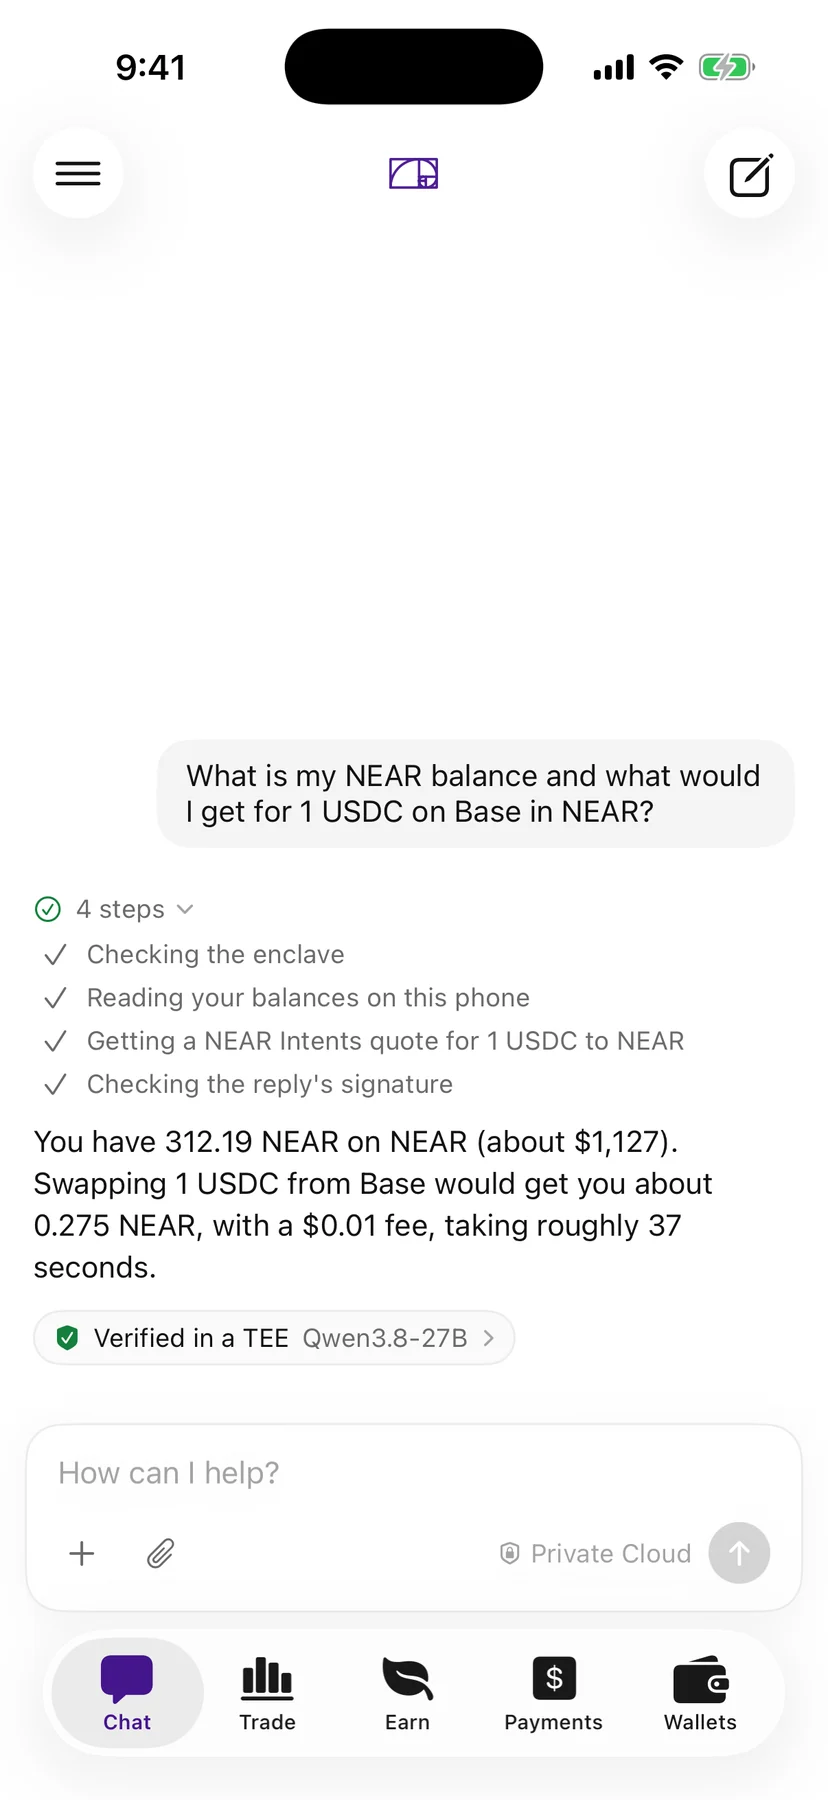 9:41
What is my NEAR balance and what would
I get for 1 USDC on Base in NEAR?
4 steps
Checking the enclave
Reading your balances on this phone
Getting a NEAR Intents quote for 1 USDC to NEAR
Checking the reply's signature
You have 312.19 NEAR on NEAR (about $1,127).
Swapping 1 USDC from Base would get you about
0.275 NEAR, with a $0.01 fee, taking roughly 37
seconds.
Verified in a TEE Qwen3.8-27B
How can I help?
Private Cloud
$
Chat Trade Earn Payments Wallets